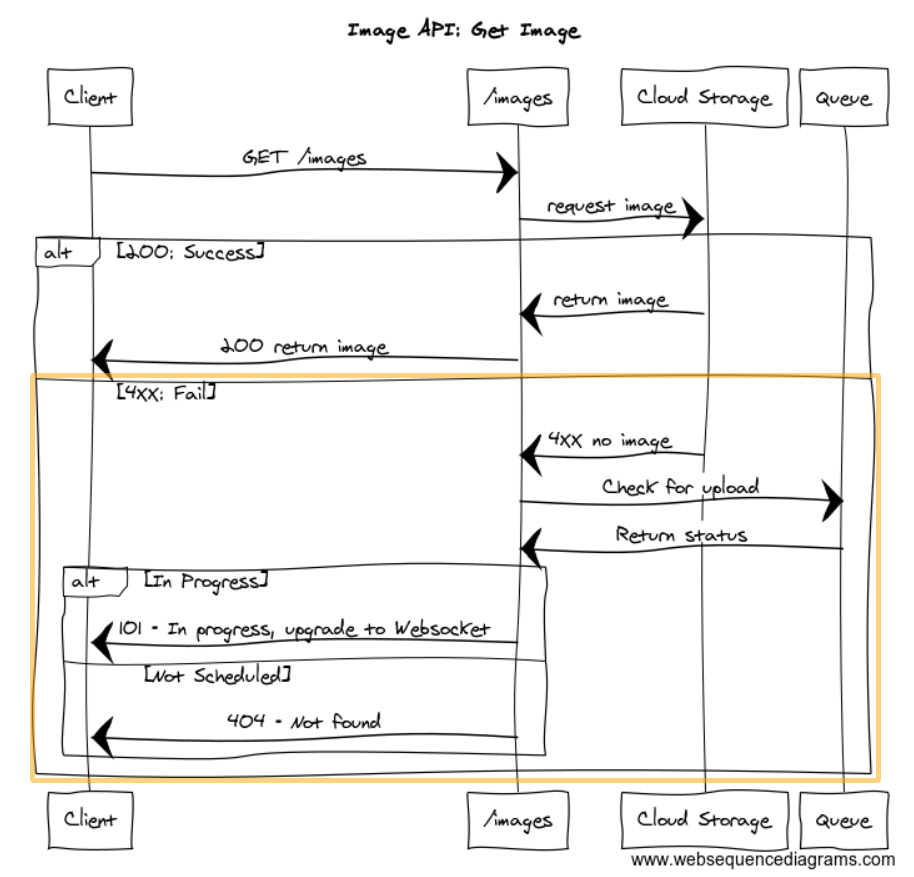 Image API: Get Image
Client
/images
Cloud Storage
Queue
GET /images
request image
alt
[200: Success]
return image
200 return image
[4XX: Fail]
4XX no image
Check for upload
Return status
alt
[In Progress]
101 - In progress, upgrade to Websocket
[Not Scheduled]
404 - Not found
Client
/images
Cloud Storage
Queue
www.websequencediagrams.com